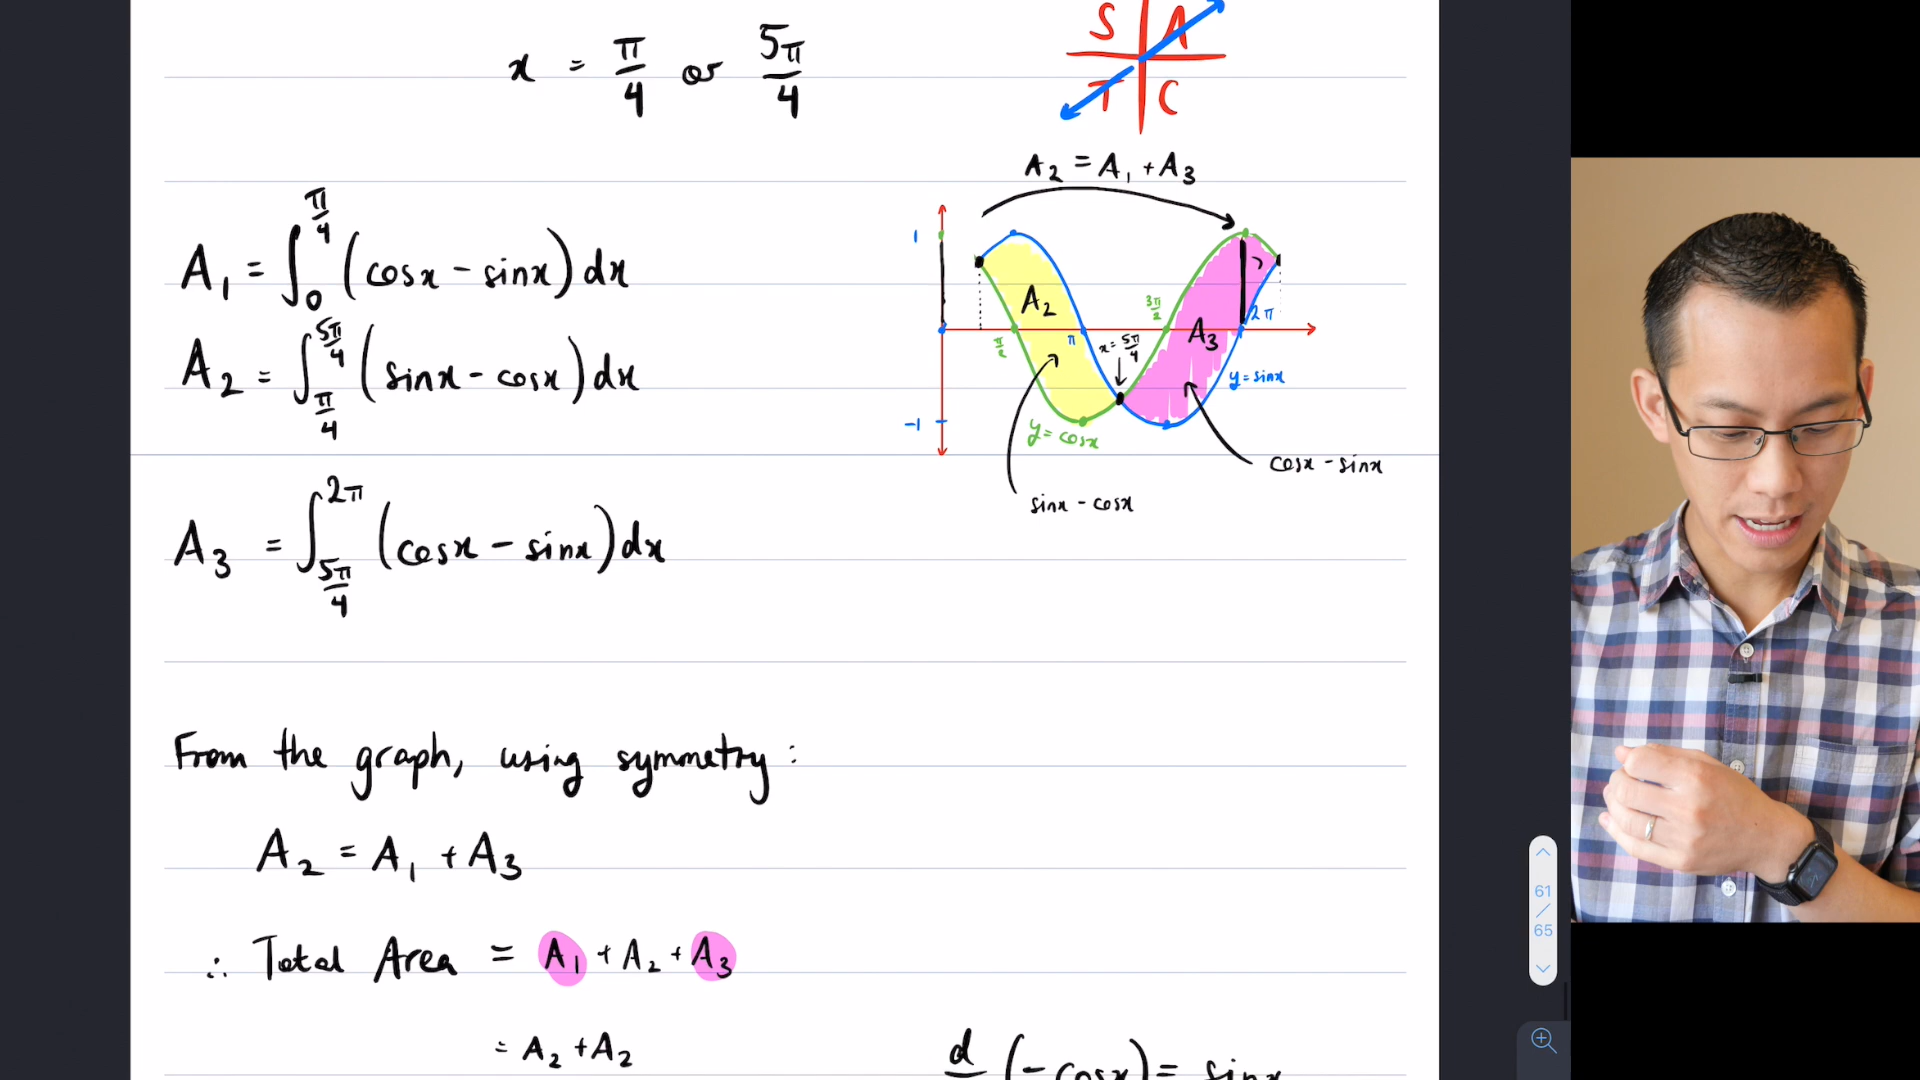 x = π/4 or 5π/4
S A
T C
A₂ = A₁ + A₃
A₁ = ∫₀^(π/4) (cosx − sinx) dx
A₂ = ∫_(π/4)^(5π/4) (sinx − cosx) dx
A₃ = ∫_(5π/4)^(2π) (cosx − sinx) dx
1
A₂
3π/2
2π
π/2
π
x = 5π/4
A₃
y = sinx
−1
y = cosx
cosx − sinx
sinx − cosx
From the graph, using symmetry :
A₂ = A₁ + A₃
∴ Total Area = A₁ + A₂ + A₃
= A₂ + A₂
d (−cosx) = sinx
61
/
65